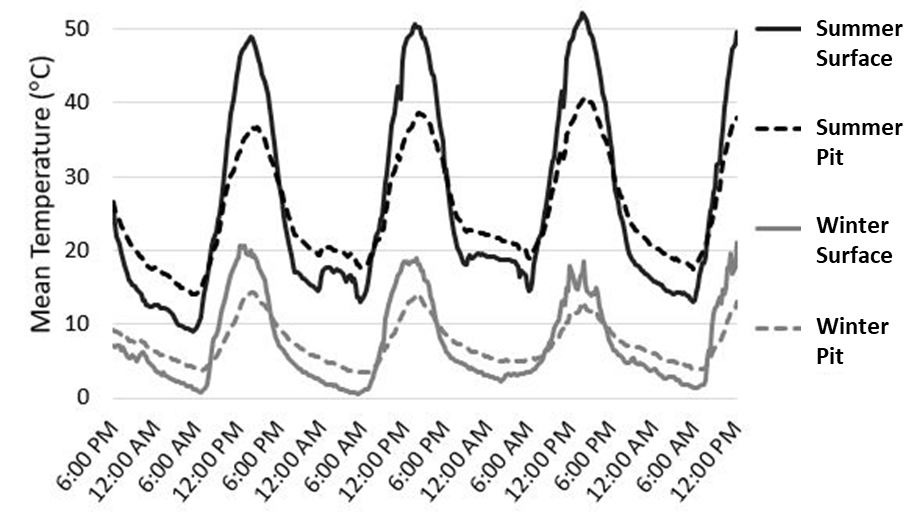 50
40
30
20
10
0
Mean Temperature (°C)
6:00 PM
12:00 AM
6:00 AM
12:00 PM
6:00 PM
12:00 AM
6:00 AM
12:00 PM
6:00 PM
12:00 AM
6:00 AM
12:00 PM
6:00 PM
12:00 AM
6:00 AM
12:00 PM
Summer
Surface
Summer
Pit
Winter
Surface
Winter
Pit